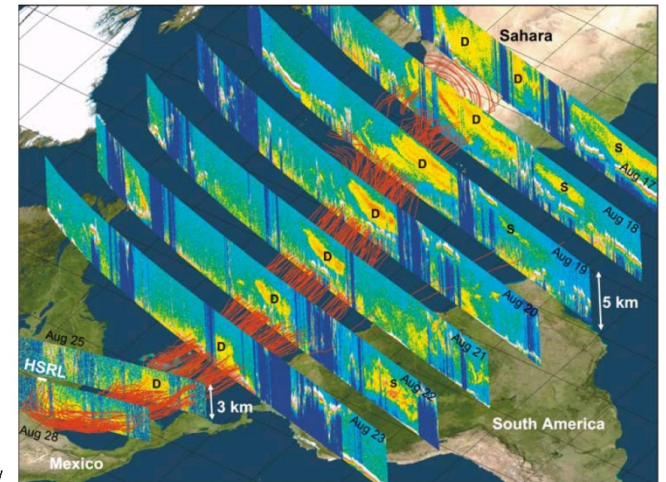 Sahara
D
D
D
S
Aug 17
D
S
Aug 18
D
S
Aug 19
5 km
D
Aug 20
D
Aug 21
D
S
Aug 22
Aug 25
HSRL
D
3 km
Aug 23
South America
Aug 28
Mexico